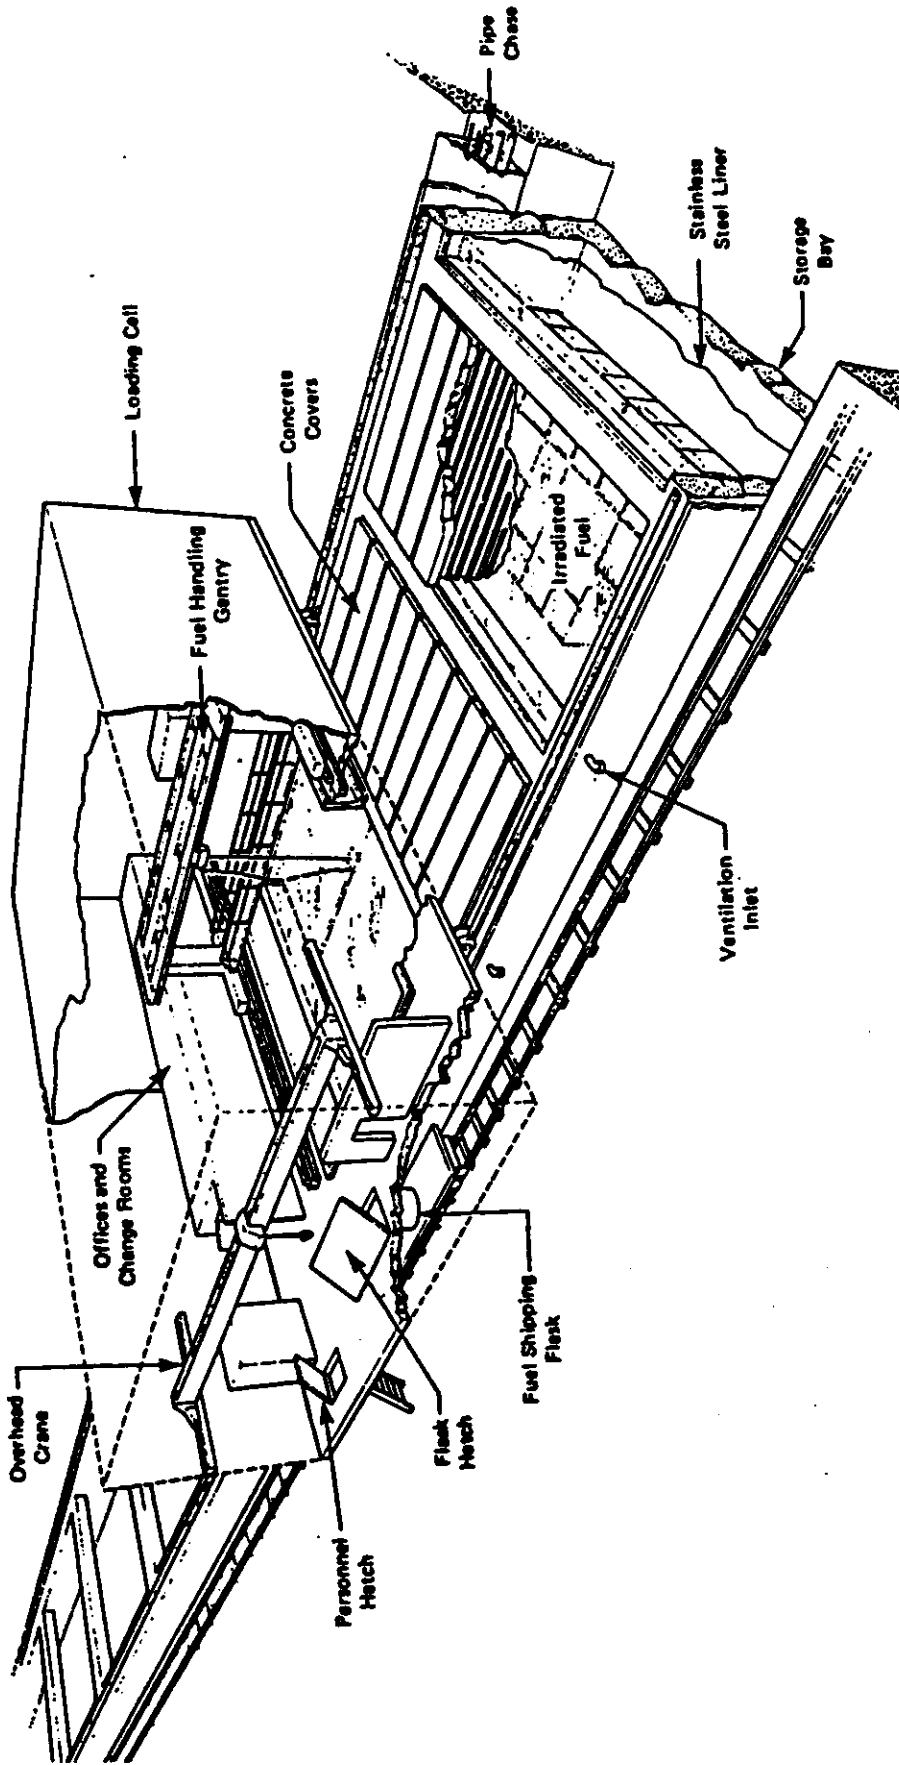 Overhead
Crane
Offices and
Change Rooms
Loading Cell
Fuel Handling
Gantry
Concrete
Covers
Personnel
Hatch
Flask
Hatch
Pipe
Chase
Fuel Shipping
Flask
Irradiated
Fuel
Stainless
Steel Liner
Ventilation
Inlet
Storage
Bay